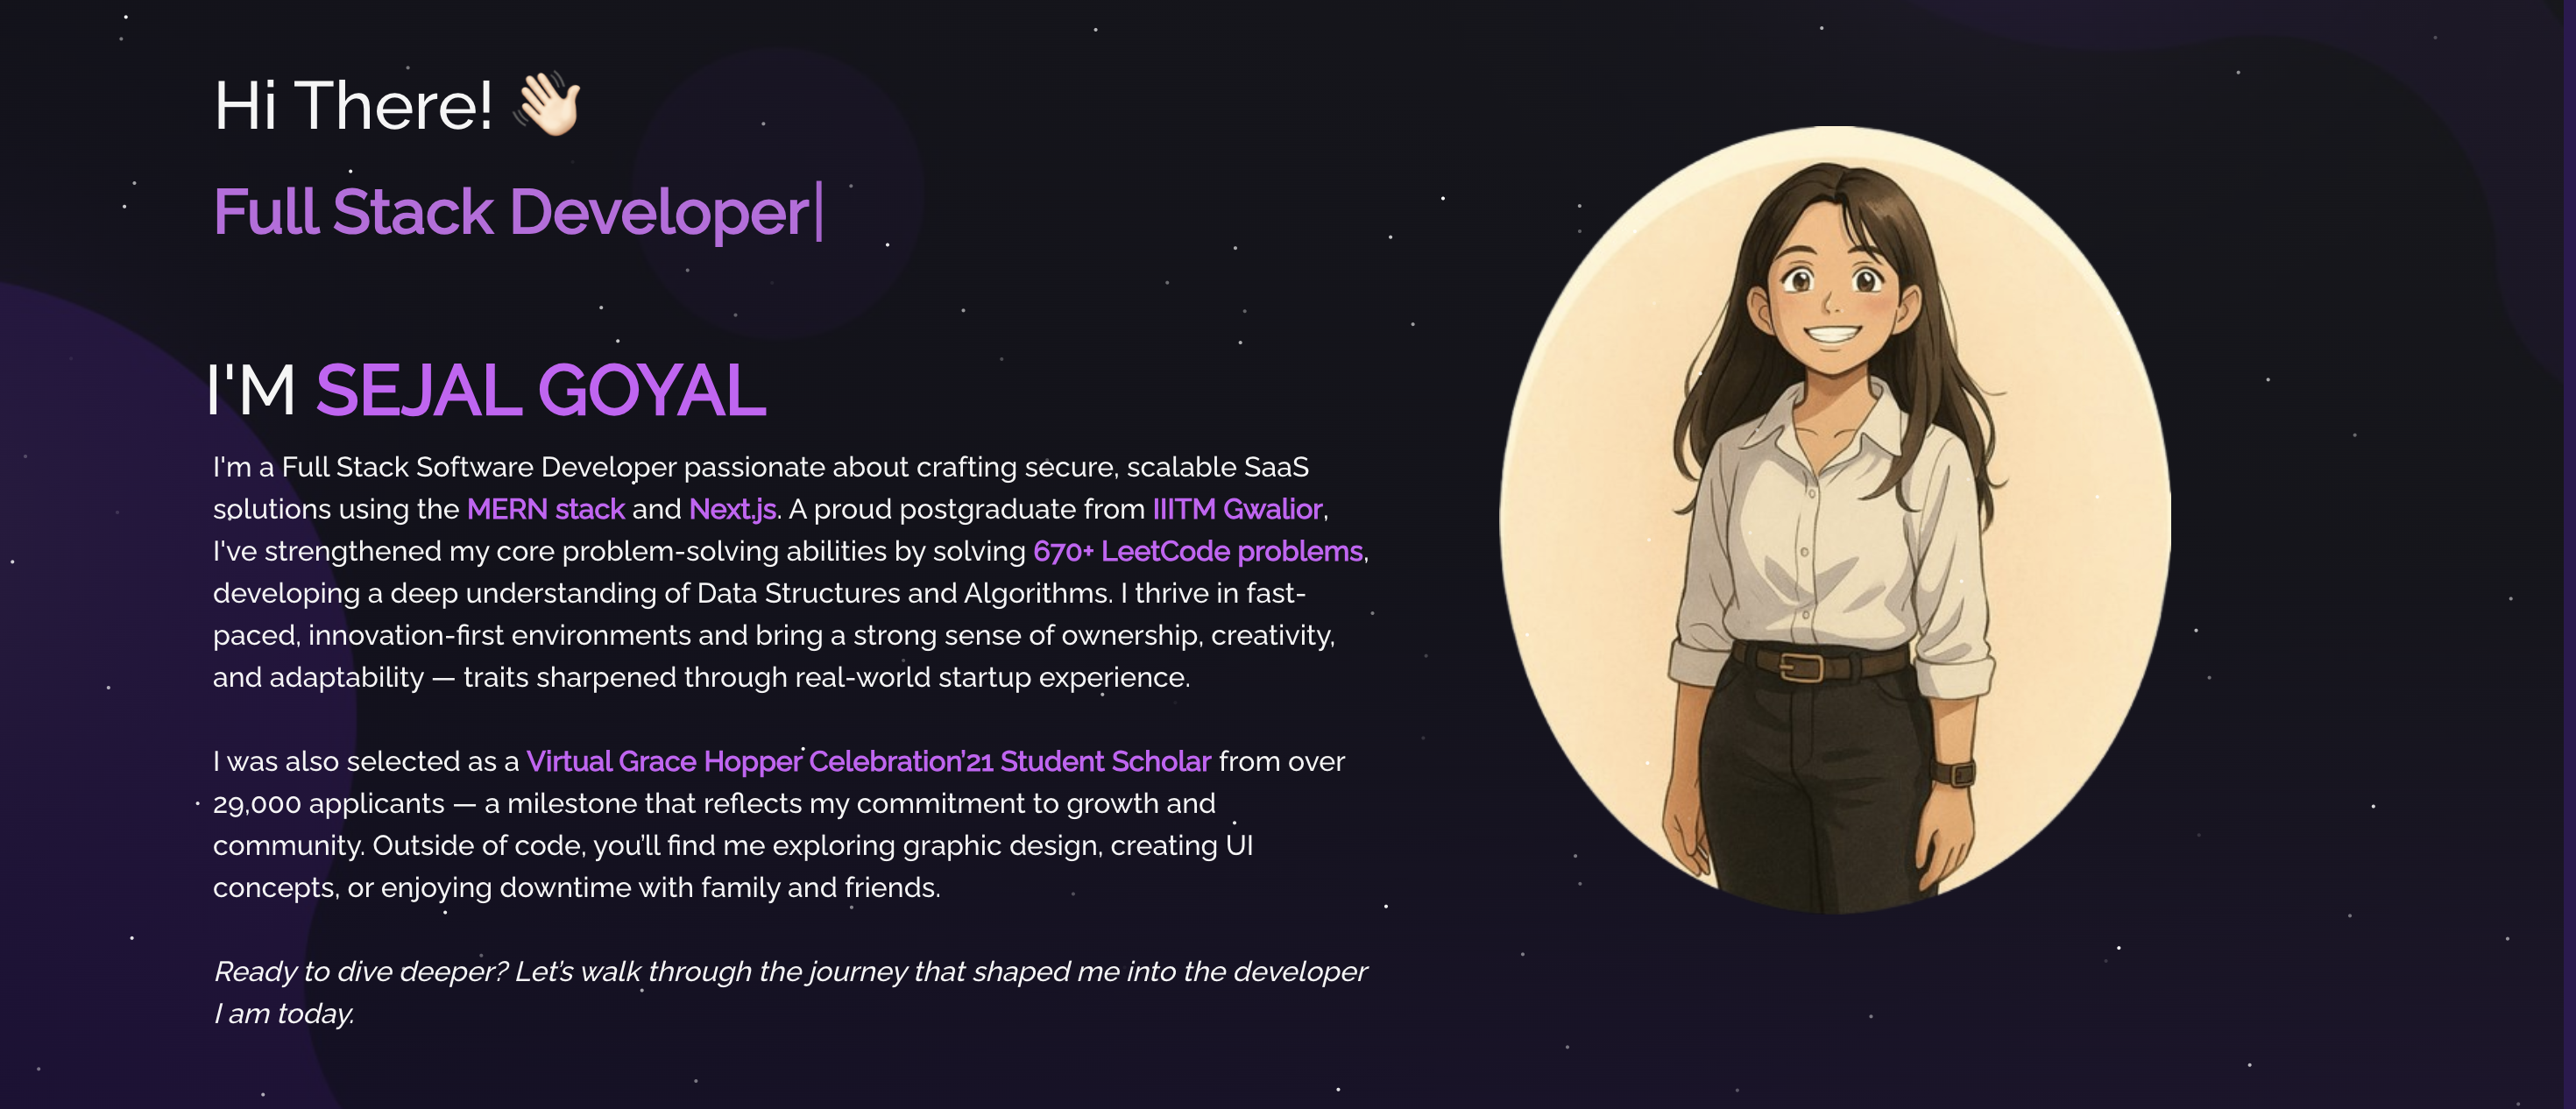 Hi There! 👋🏻
Full Stack Developer|
I'M SEJAL GOYAL
I'm a Full Stack Software Developer passionate about crafting secure, scalable SaaS
solutions using the MERN stack and Next.js. A proud postgraduate from IIITM Gwalior,
I've strengthened my core problem-solving abilities by solving 670+ LeetCode problems,
developing a deep understanding of Data Structures and Algorithms. I thrive in fast-
paced, innovation-first environments and bring a strong sense of ownership, creativity,
and adaptability — traits sharpened through real-world startup experience.
I was also selected as a Virtual Grace Hopper Celebration’21 Student Scholar from over
29,000 applicants — a milestone that reflects my commitment to growth and
community. Outside of code, you’ll find me exploring graphic design, creating UI
concepts, or enjoying downtime with family and friends.
Ready to dive deeper? Let’s walk through the journey that shaped me into the developer
I am today.